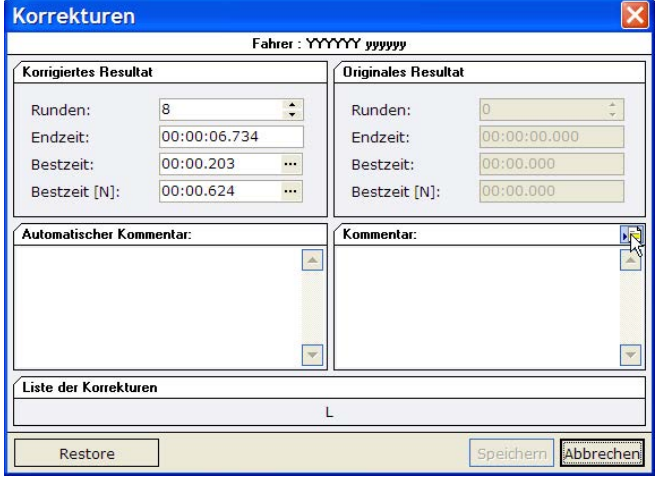 Korrekturen
Fahrer : YYYYYY yyyyyy
Korrigiertes Resultat
Runden: 8
Endzeit: 00:00:06.734
Bestzeit: 00:00.203 ...
Bestzeit [N]: 00:00.624 ...
Originales Resultat
Runden: 0
Endzeit: 00:00:00.000
Bestzeit: 00:00.000
Bestzeit [N]: 00:00.000
Automatischer Kommentar:
Kommentar:
Liste der Korrekturen
L
Restore
Speichern
Abbrechen